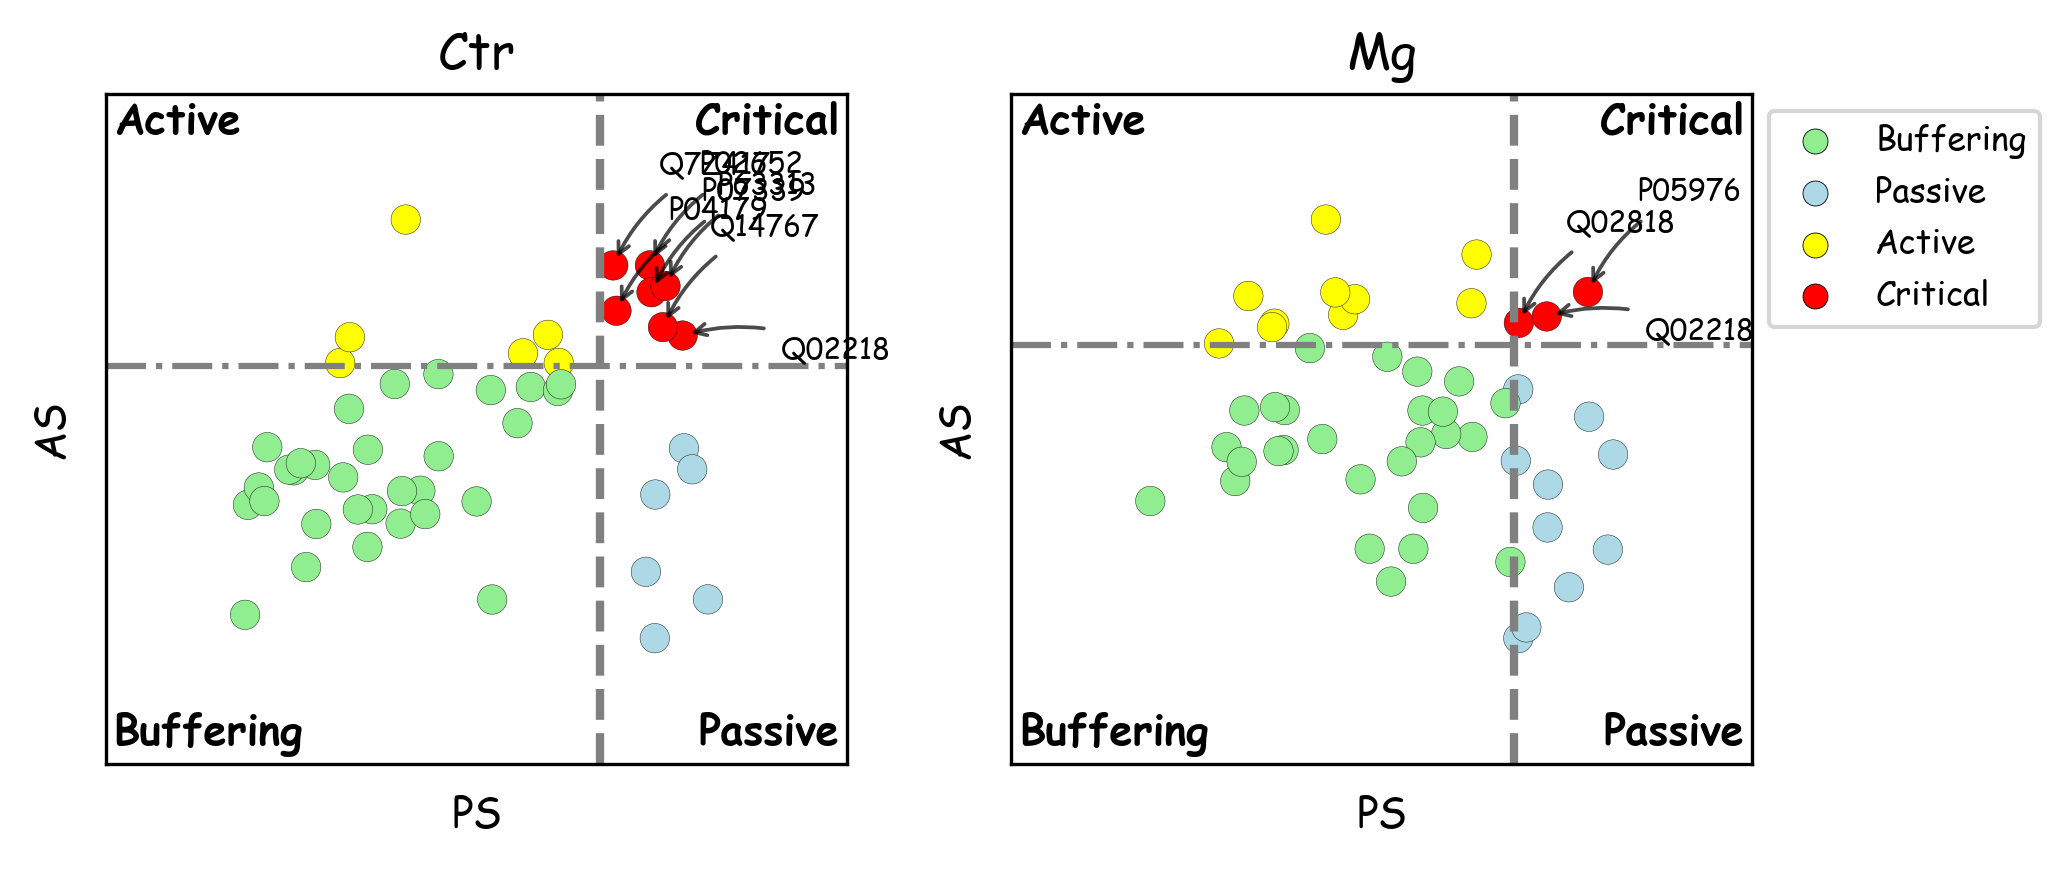 Ctr
Active
Critical
P04179
Q14767
Q02218
Buffering
Passive
AS
PS
Mg
Active
Critical
P05976
Q02818
Q02218
Buffering
Passive
AS
PS
Buffering
Passive
Active
Critical